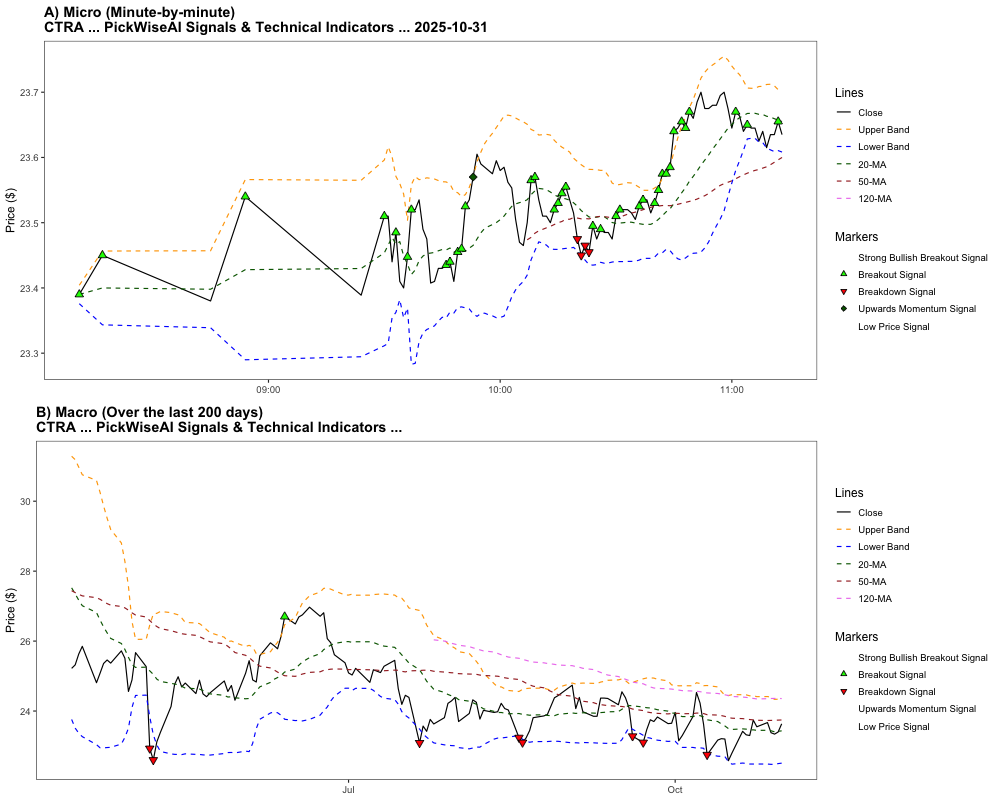 A) Micro (Minute-by-minute)
CTRA ... PickWiseAI Signals & Technical Indicators ... 2025-10-31
Price ($)
23.7
23.6
23.5
23.4
23.3
09:00
10:00
11:00
Lines
Close
Upper Band
Lower Band
20-MA
50-MA
120-MA
Markers
Strong Bullish Breakout Signal
Breakout Signal
Breakdown Signal
Upwards Momentum Signal
Low Price Signal
B) Macro (Over the last 200 days)
CTRA ... PickWiseAI Signals & Technical Indicators ...
Price ($)
30
28
26
24
Jul
Oct
Lines
Close
Upper Band
Lower Band
20-MA
50-MA
120-MA
Markers
Strong Bullish Breakout Signal
Breakout Signal
Breakdown Signal
Upwards Momentum Signal
Low Price Signal